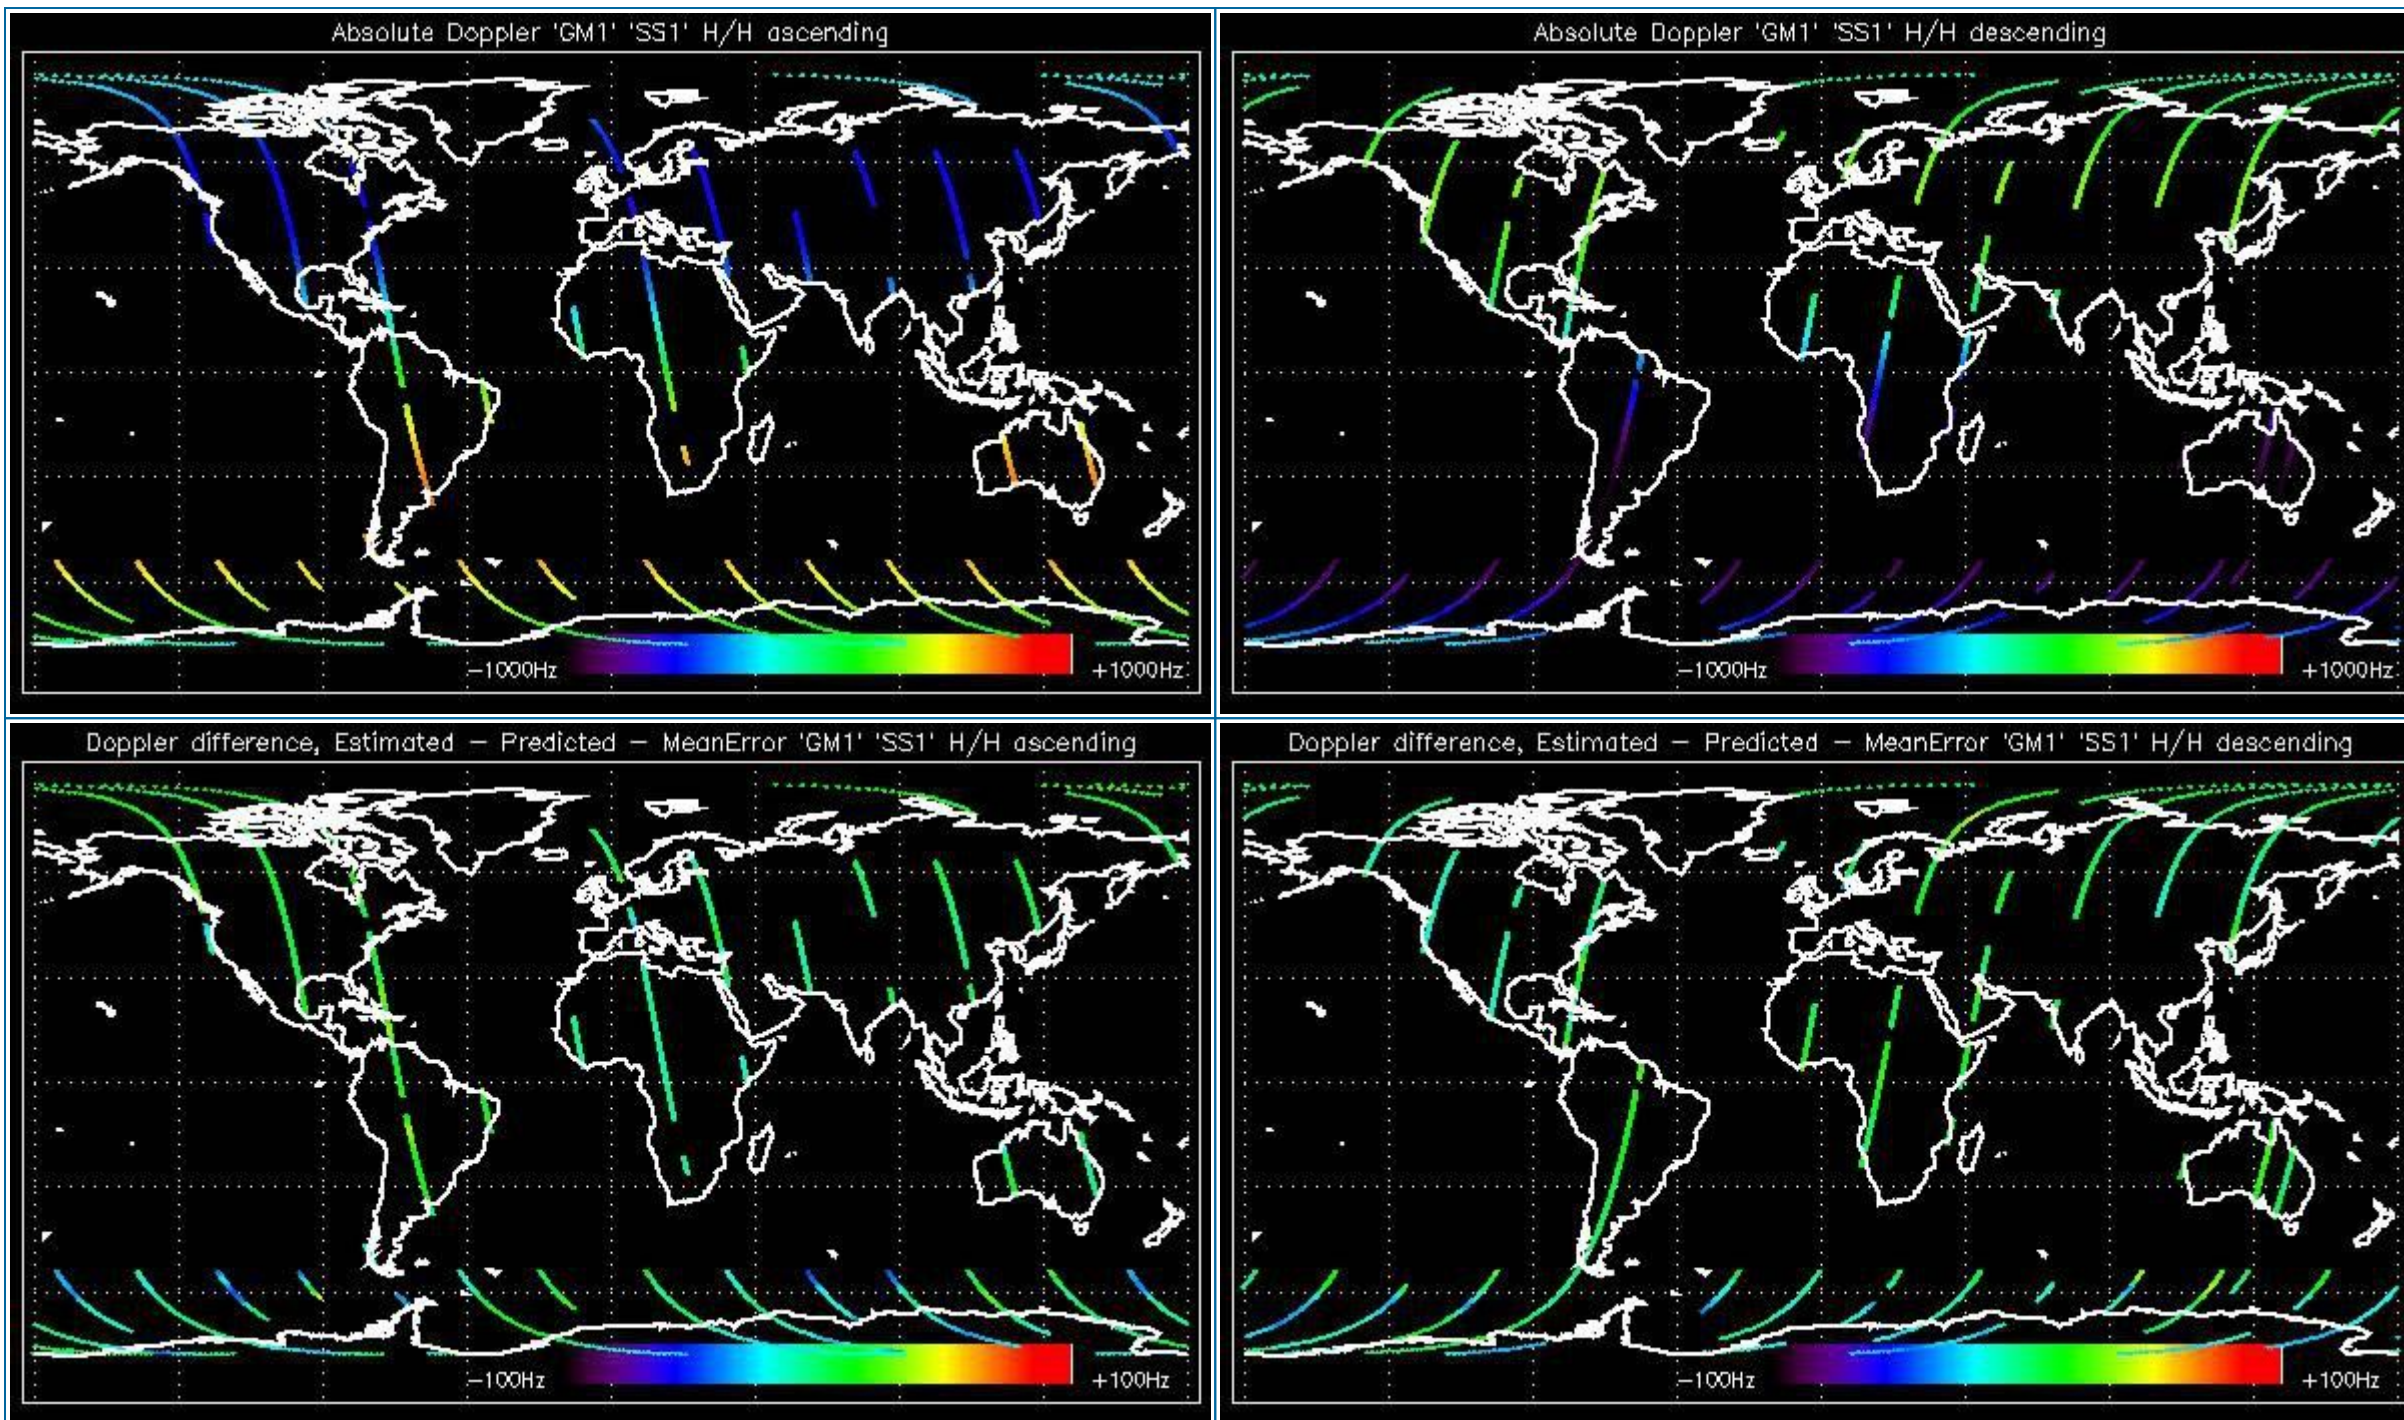 Absolute Doppler 'GM1' 'SS1' H/H ascending
−1000Hz
+1000Hz
Absolute Doppler 'GM1' 'SS1' H/H descending
−1000Hz
+1000Hz
Doppler difference, Estimated − Predicted − MeanError 'GM1' 'SS1' H/H ascending
−100Hz
+100Hz
Doppler difference, Estimated − Predicted − MeanError 'GM1' 'SS1' H/H descending
−100Hz
+100Hz